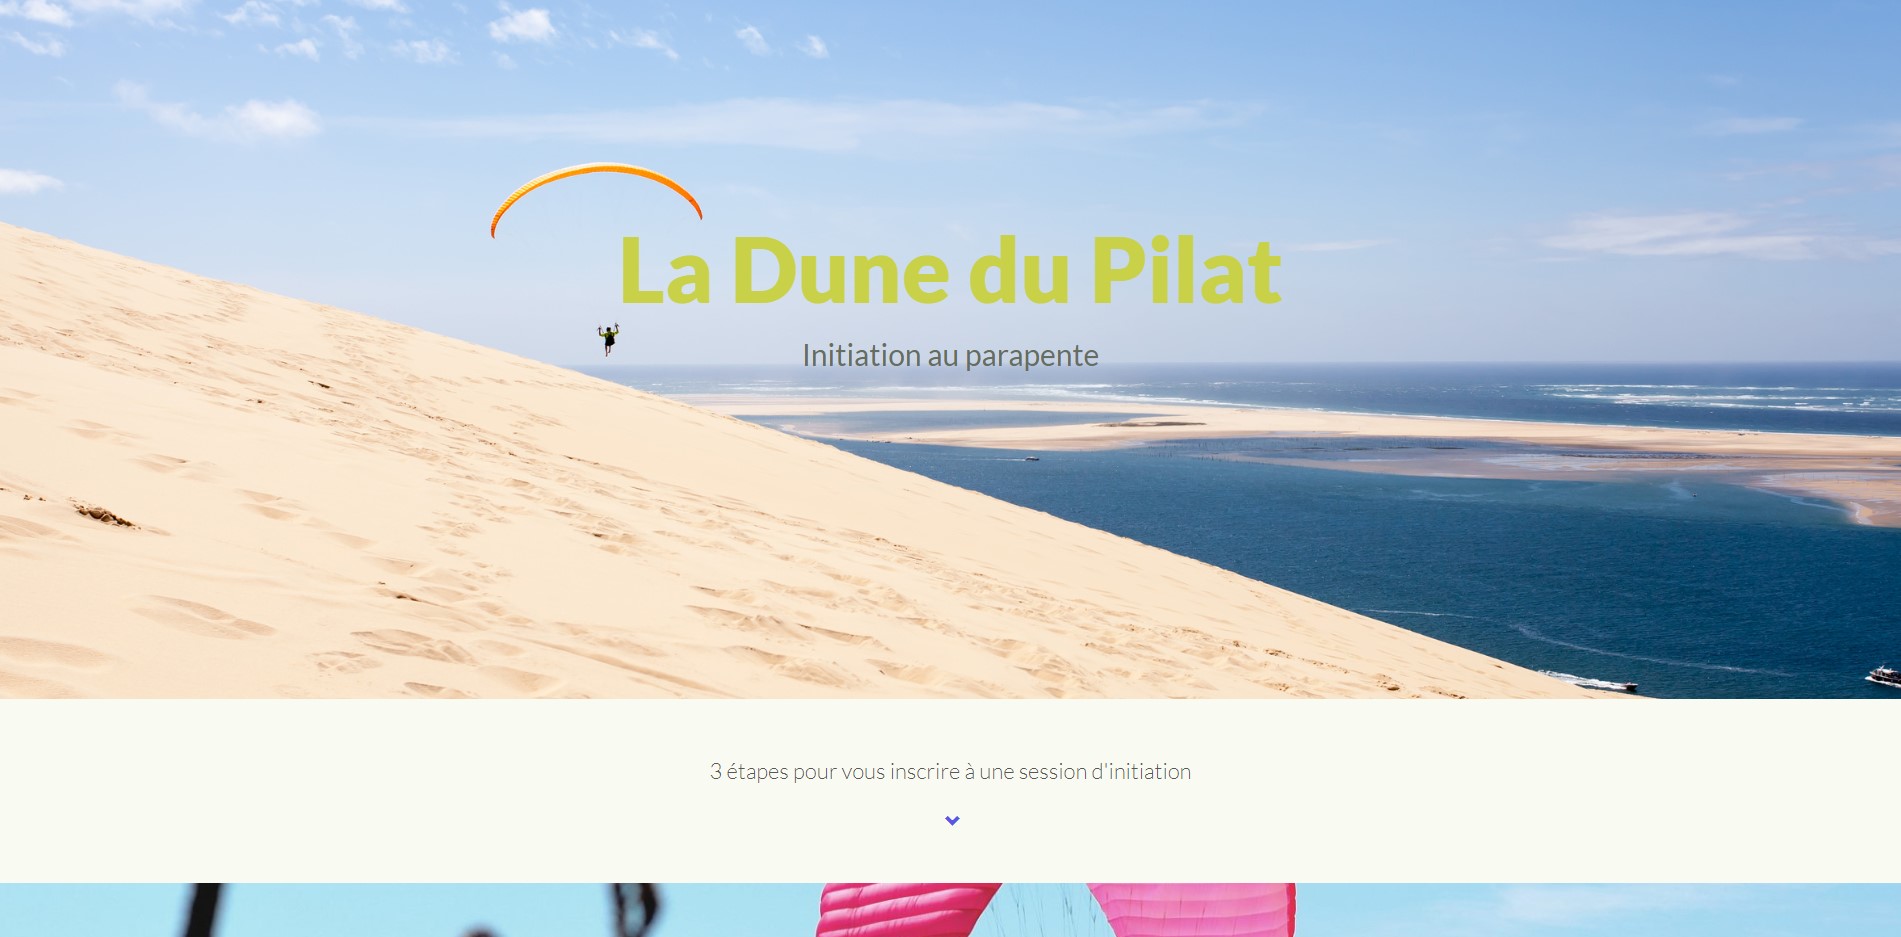 La Dune du Pilat
Initiation au parapente
3 étapes pour vous inscrire à une session d'initiation